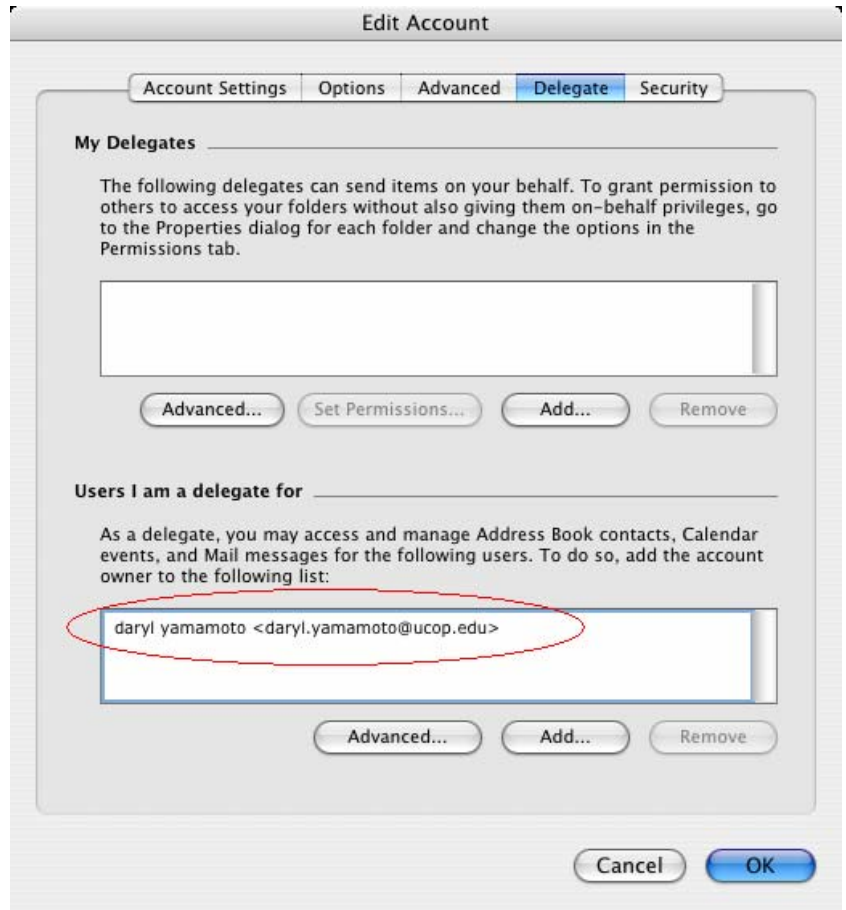 Edit Account
Account Settings Options Advanced Delegate Security
My Delegates
The following delegates can send items on your behalf. To grant permission to
others to access your folders without also giving them on-behalf privileges, go
to the Properties dialog for each folder and change the options in the
Permissions tab.
Advanced... Set Permissions... Add... Remove
Users I am a delegate for
As a delegate, you may access and manage Address Book contacts, Calendar
events, and Mail messages for the following users. To do so, add the account
owner to the following list:
daryl yamamoto <daryl.yamamoto@ucop.edu>
Advanced... Add... Remove
Cancel OK